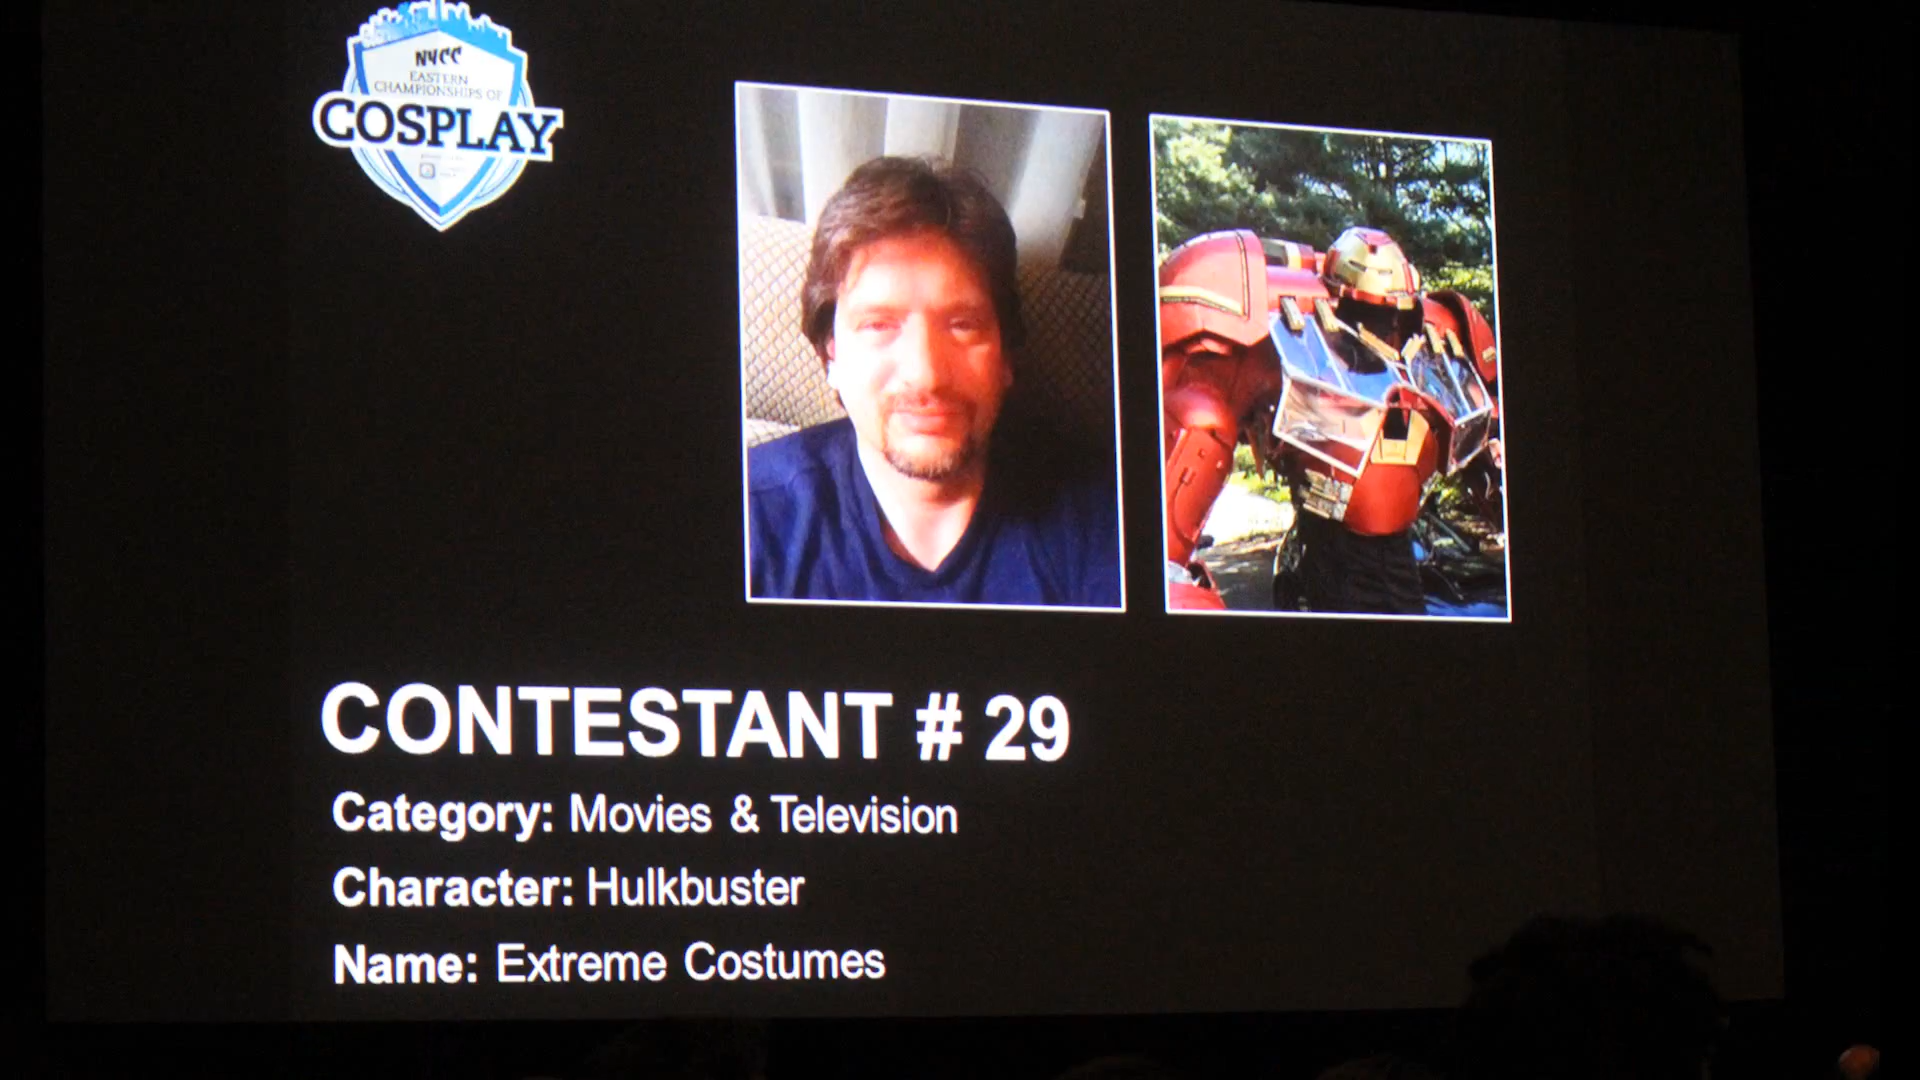 NYCC
EASTERN
CHAMPIONSHIPS OF
COSPLAY
CONTESTANT # 29
Category: Movies & Television
Character: Hulkbuster
Name: Extreme Costumes